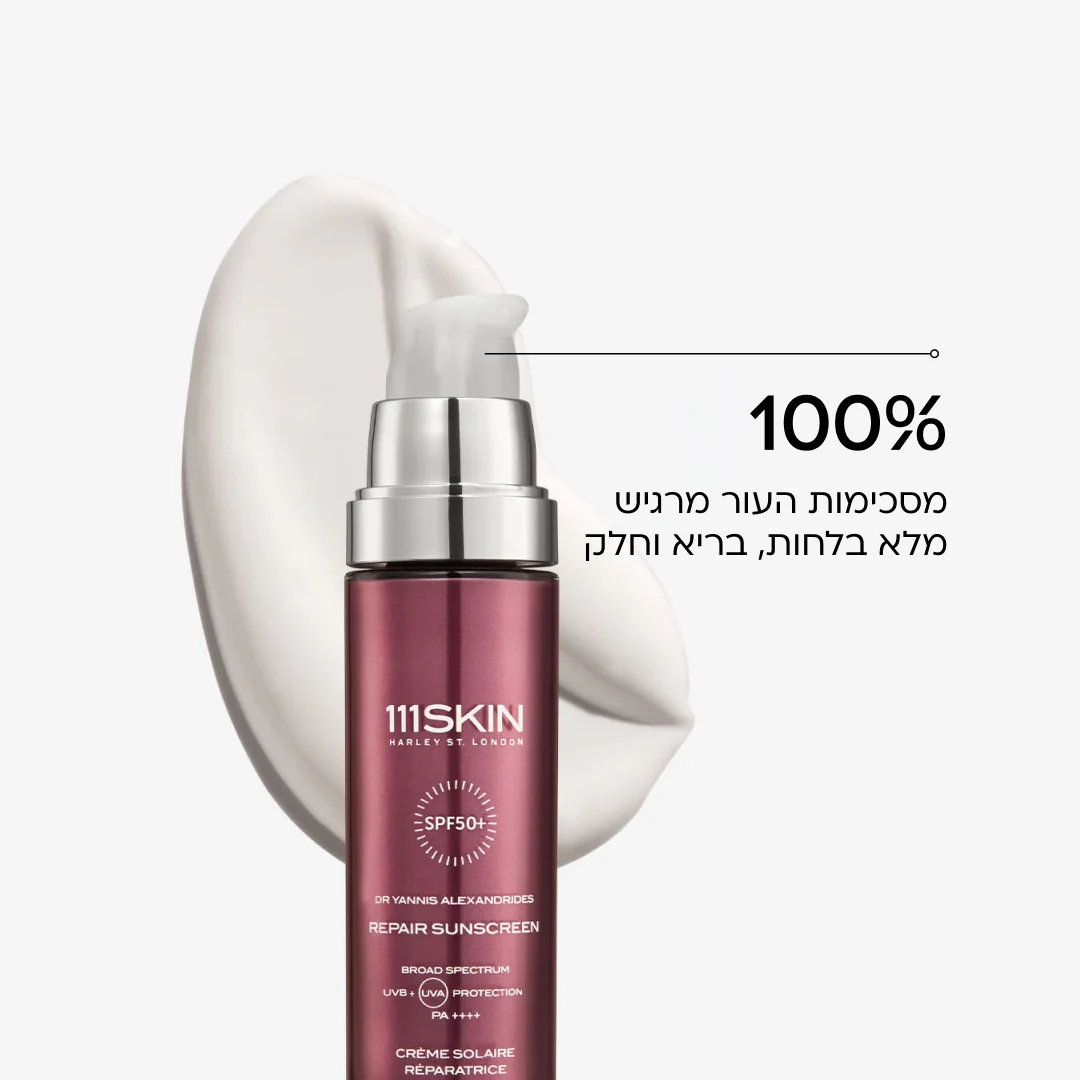 100%
מסכימות העור מרגיש
מלא בלחות, בריא וחלק
111SKIN
HARLEY ST. LONDON
SPF50+
DR YANNIS ALEXANDRIDES
REPAIR SUNSCREEN
BROAD SPECTRUM
UVB + UVA PROTECTION
PA ++++
CRÈME SOLAIRE
RÉPARATRICE